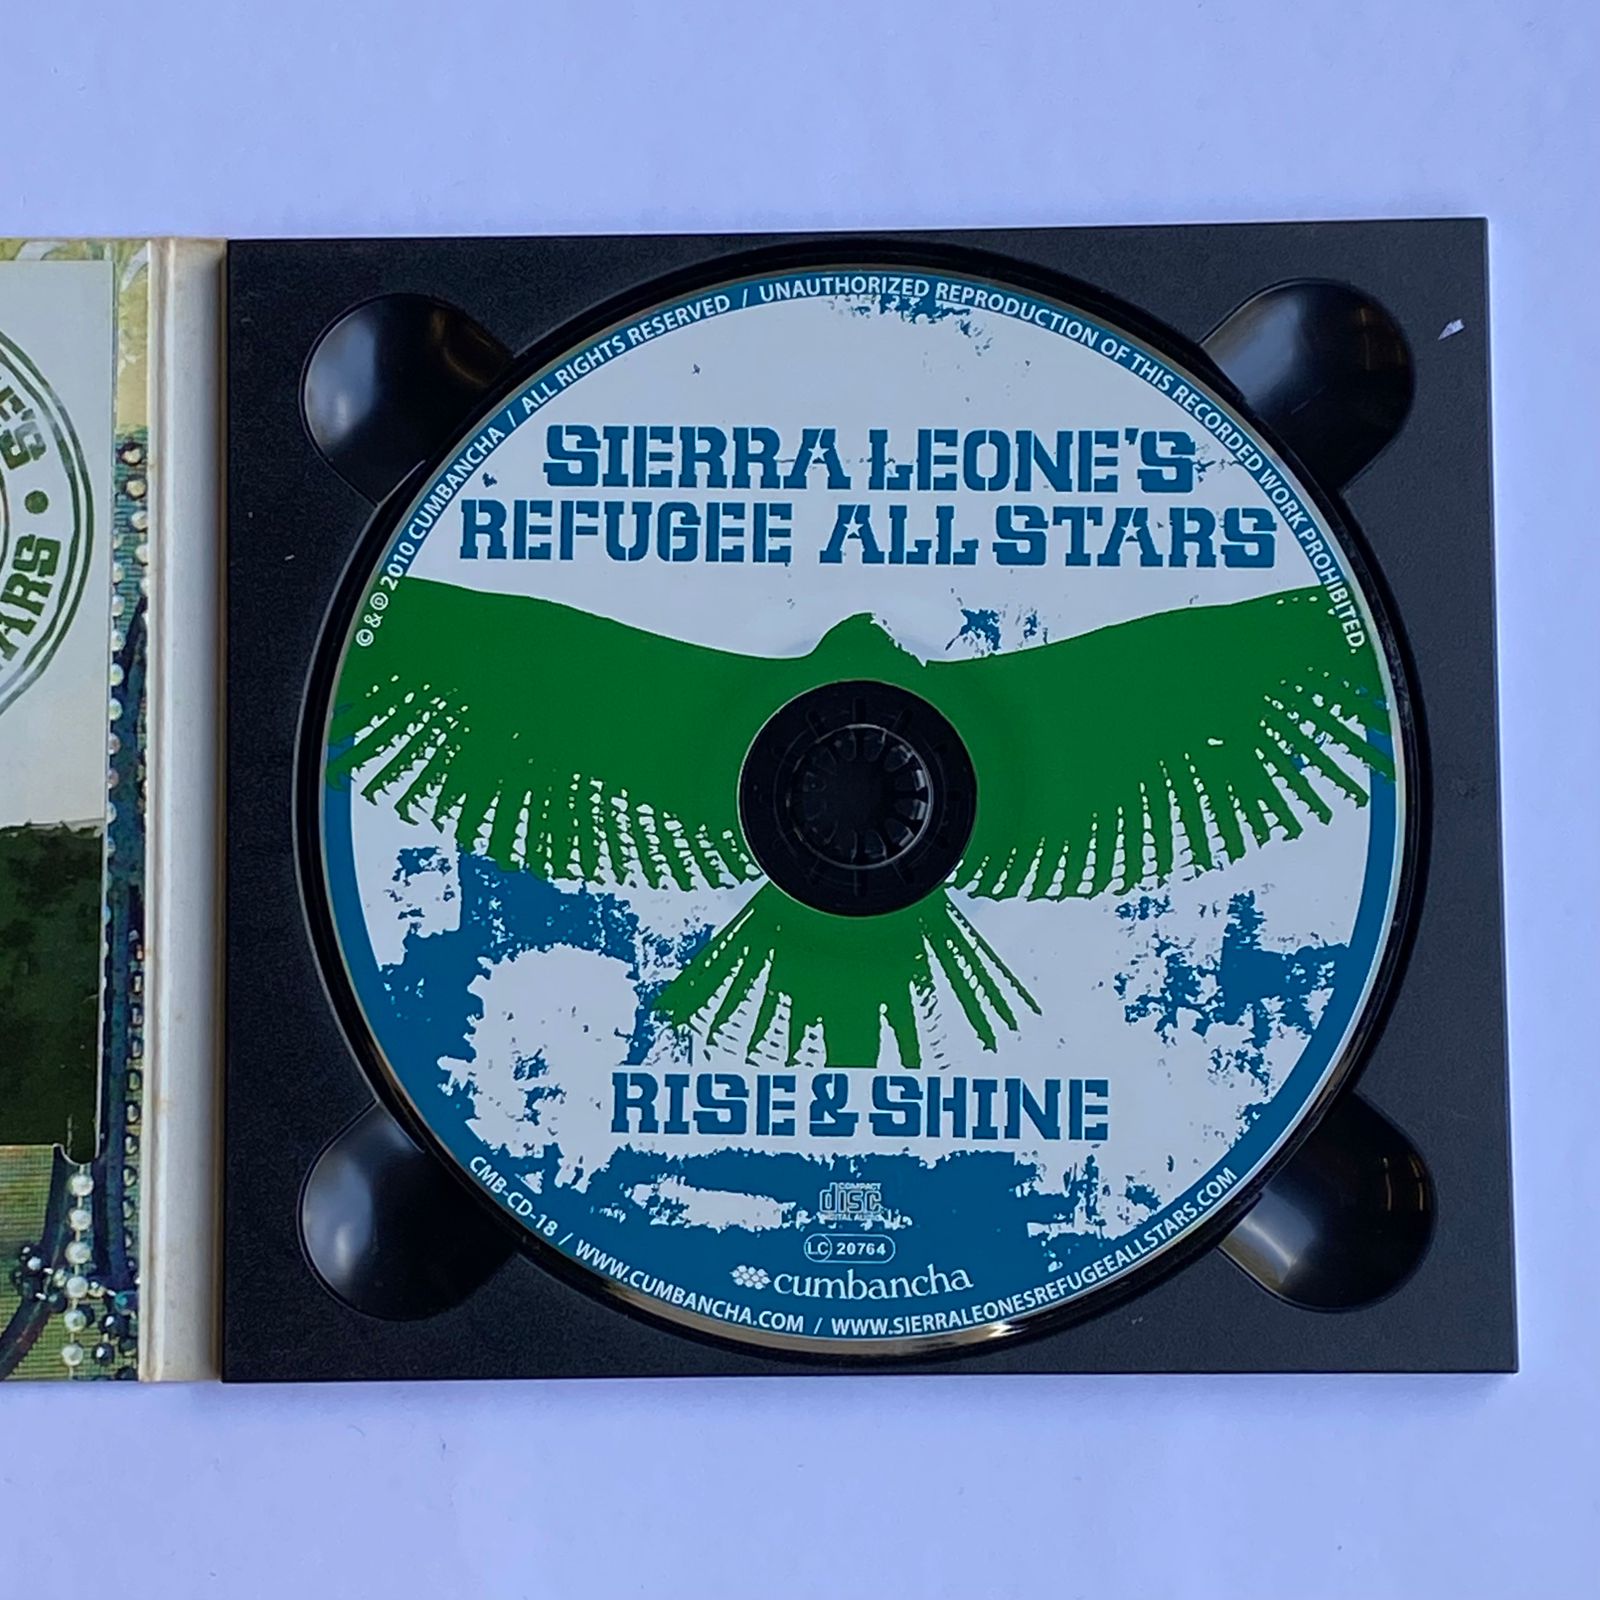 © & ℗ 2010 CUMBANCHA / ALL RIGHTS RESERVED / UNAUTHORIZED REPRODUCTION OF THIS RECORDED WORK PROHIBITED.
SIERRA LEONE'S
REFUGEE ALL STARS
RISE & SHINE
COMPACT
disc
DIGITAL AUDIO
LC 20764
cumbancha
CMB-CD-18 / WWW.CUMBANCHA.COM / WWW.SIERRALEONESREFUGEEALLSTARS.COM